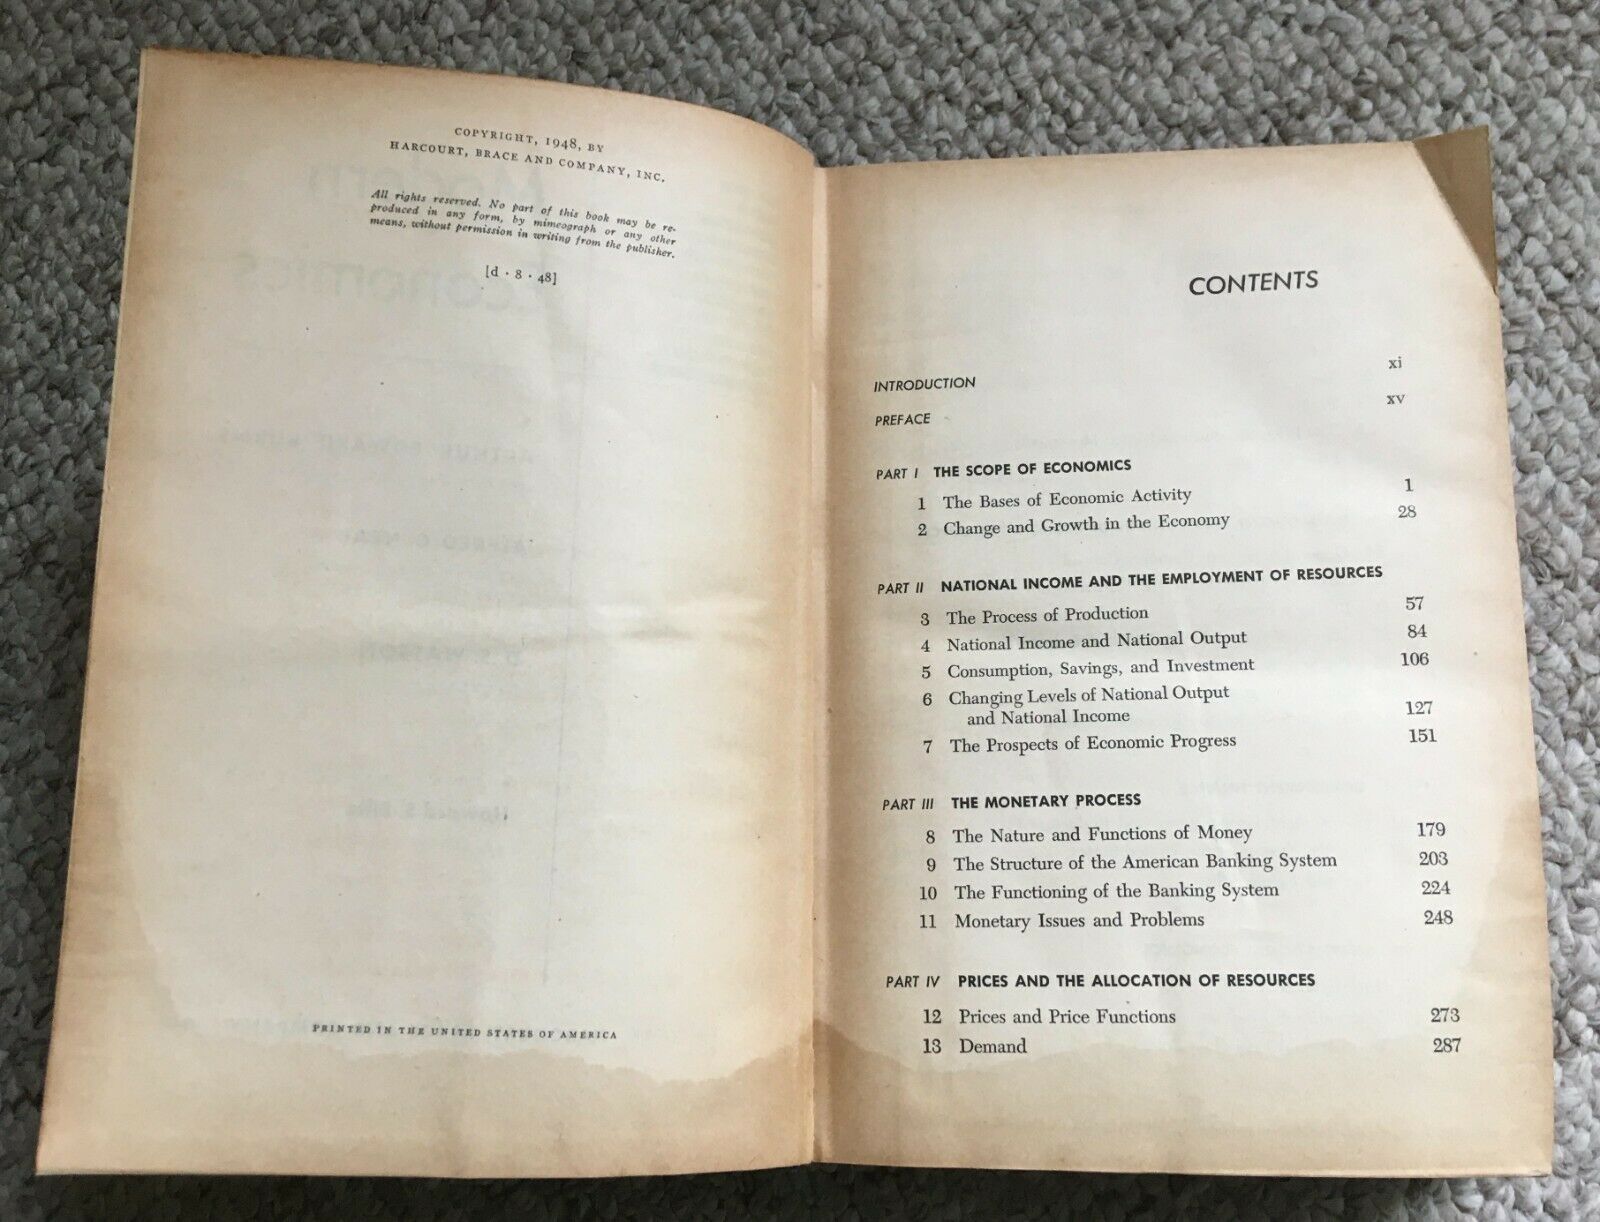 COPYRIGHT, 1948, BY
HARCOURT, BRACE AND COMPANY, INC.
All rights reserved. No part of this book may be re-
produced in any form, by mimeograph or any other
means, without permission in writing from the publisher.
[d · 8 · 48]
PRINTED IN THE UNITED STATES OF AMERICA
CONTENTS
INTRODUCTION xi
PREFACE xv
PART I THE SCOPE OF ECONOMICS
1 The Bases of Economic Activity 1
2 Change and Growth in the Economy 28
PART II NATIONAL INCOME AND THE EMPLOYMENT OF RESOURCES
3 The Process of Production 57
4 National Income and National Output 84
5 Consumption, Savings, and Investment 106
6 Changing Levels of National Output
and National Income 127
7 The Prospects of Economic Progress 151
PART III THE MONETARY PROCESS
8 The Nature and Functions of Money 179
9 The Structure of the American Banking System 203
10 The Functioning of the Banking System 224
11 Monetary Issues and Problems 248
PART IV PRICES AND THE ALLOCATION OF RESOURCES
12 Prices and Price Functions 273
13 Demand 287